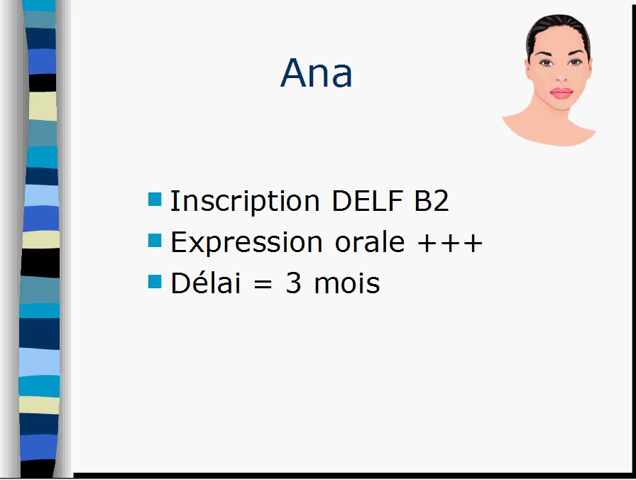 Ana
Inscription DELF B2
Expression orale +++
Délai = 3 mois